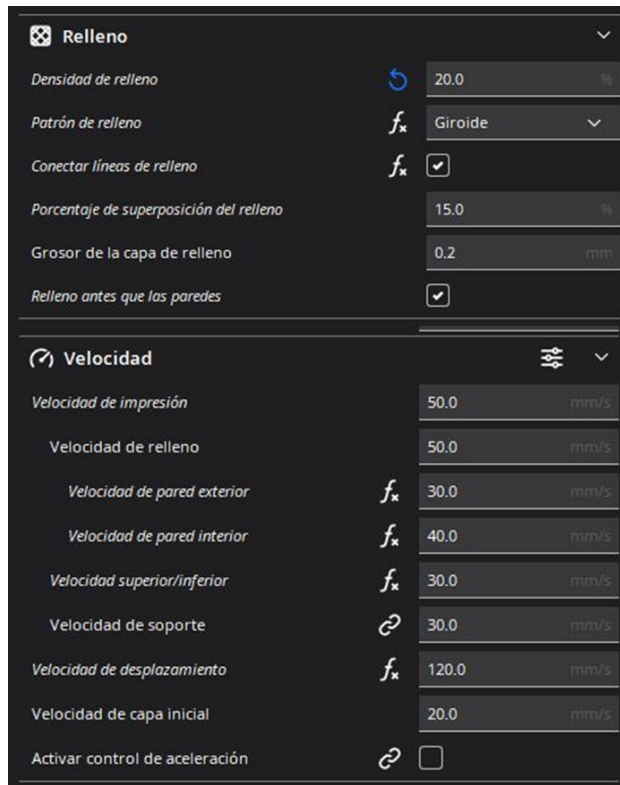 Relleno
Densidad de relleno 20.0 %
Patrón de relleno Giroide
Conectar líneas de relleno
Porcentaje de superposición del relleno 15.0 %
Grosor de la capa de relleno 0.2 mm
Relleno antes que las paredes
Velocidad
Velocidad de impresión 50.0 mm/s
Velocidad de relleno 50.0 mm/s
Velocidad de pared exterior fx 30.0 mm/s
Velocidad de pared interior fx 40.0 mm/s
Velocidad superior/inferior fx 30.0 mm/s
Velocidad de soporte 30.0 mm/s
Velocidad de desplazamiento fx 120.0 mm/s
Velocidad de capa inicial 20.0 mm/s
Activar control de aceleración